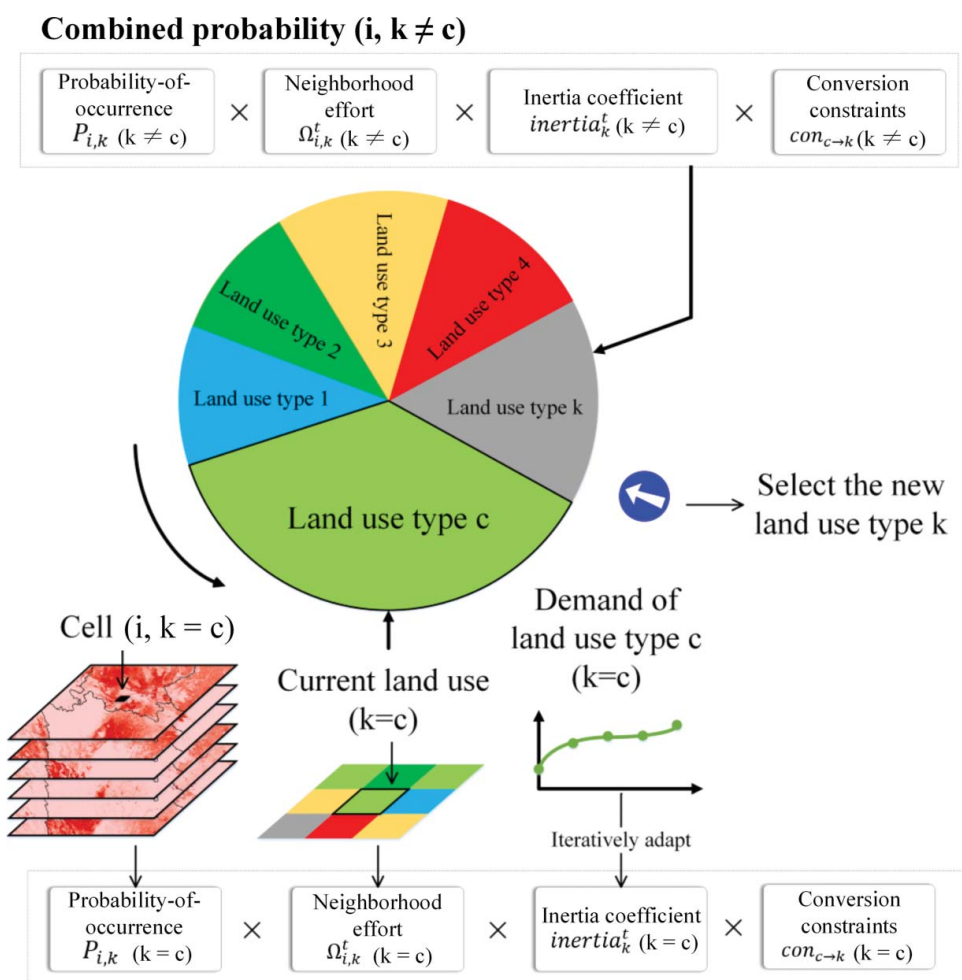 Combined probability (i, k ≠ c)
Probability-of-
occurrence
P_{i,k} (k ≠ c)
×
Neighborhood
effort
Ω^t_{i,k} (k ≠ c)
×
Inertia coefficient
inertia^t_k (k ≠ c)
×
Conversion
constraints
con_{c→k} (k ≠ c)
Land use type 1
Land use type 2
Land use type 3
Land use type 4
Land use type k
Land use type c
Select the new
land use type k
Cell (i, k = c)
Current land use
(k=c)
Demand of
land use type c
(k=c)
Iteratively adapt
Probability-of-
occurrence
P_{i,k} (k = c)
×
Neighborhood
effort
Ω^t_{i,k} (k = c)
×
Inertia coefficient
inertia^t_k (k = c)
×
Conversion
constraints
con_{c→k} (k = c)